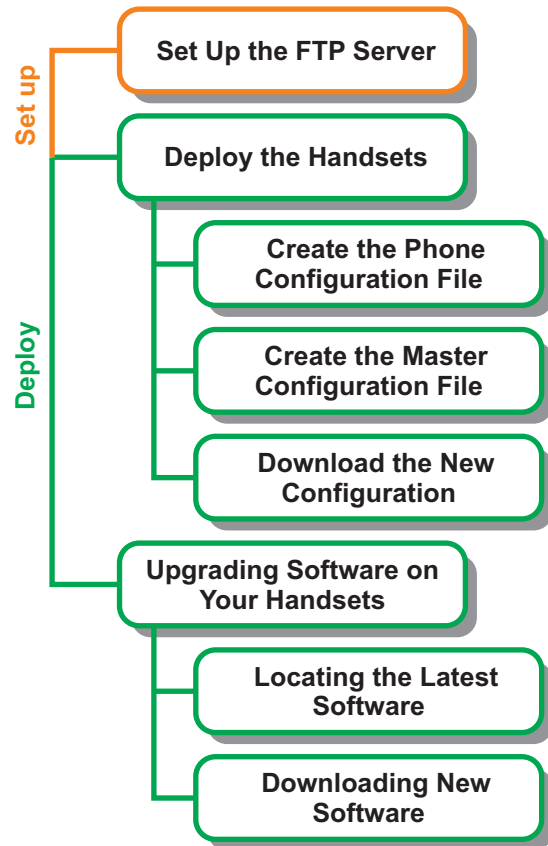 Set up
Set Up the FTP Server
Deploy
Deploy the Handsets
Create the Phone
Configuration File
Create the Master
Configuration File
Download the New
Configuration
Upgrading Software on
Your Handsets
Locating the Latest
Software
Downloading New
Software